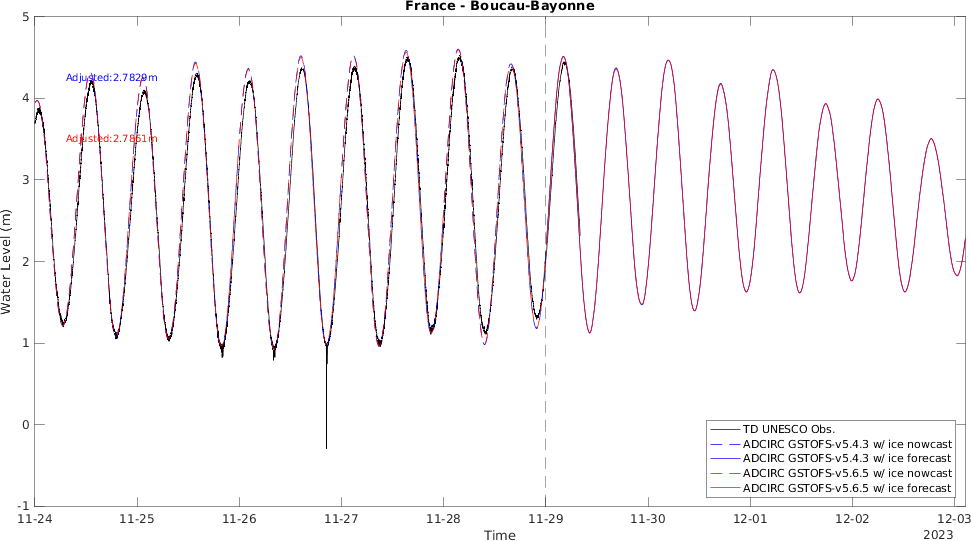 France - Boucau-Bayonne
5
4
3
2
1
0
-1
Water Level (m)
Adjusted:2.7829m
Adjusted:2.7861m
TD UNESCO Obs.
ADCIRC GSTOFS-v5.4.3 w/ ice nowcast
ADCIRC GSTOFS-v5.4.3 w/ ice forecast
ADCIRC GSTOFS-v5.6.5 w/ ice nowcast
ADCIRC GSTOFS-v5.6.5 w/ ice forecast
11-24 11-25 11-26 11-27 11-28 11-29 11-30 12-01 12-02 12-03
Time
2023